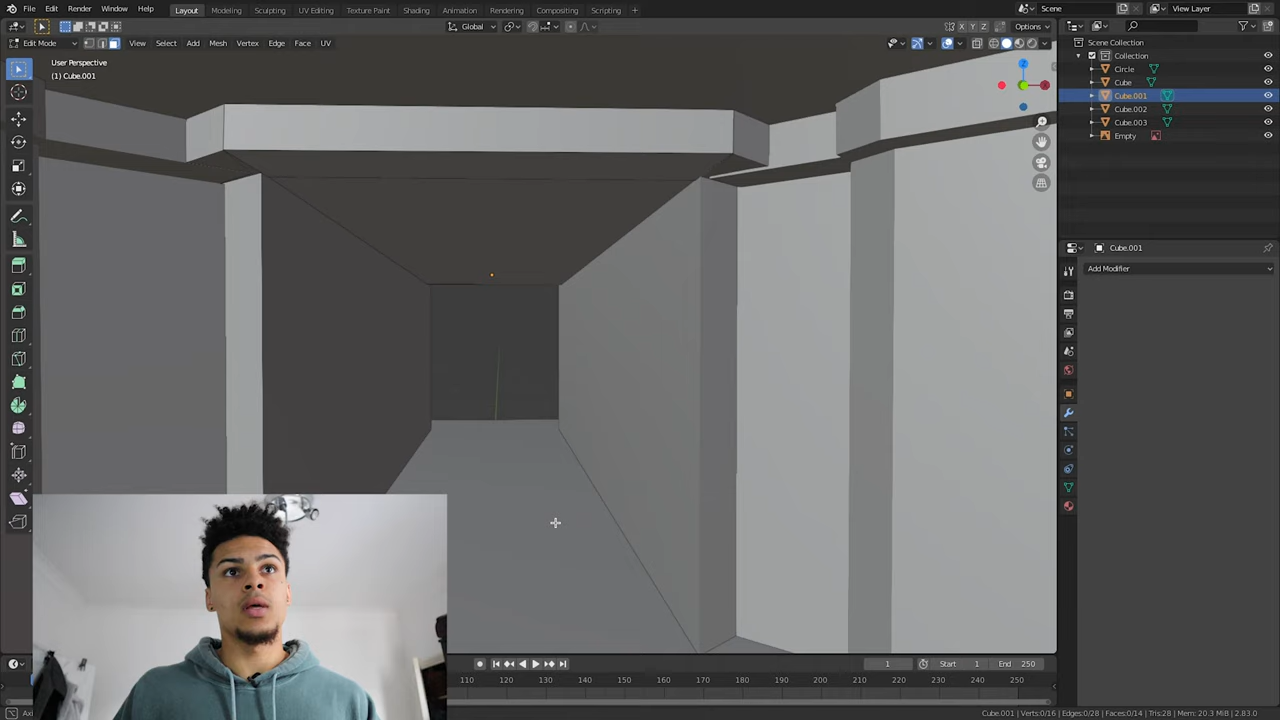 File Edit Render Window Help Layout Modeling Sculpting UV Editing Texture Paint Shading Animation Rendering Compositing Scripting + Scene View Layer
Global X Y Z Options
Edit Mode View Select Add Mesh Vertex Edge Face UV
User Perspective
(1) Cube.001
Z
Scene Collection
Collection
Circle
Cube
Cube.001
Cube.002
Cube.003
Empty
Cube.001
Add Modifier
1 Start 1 End 250
110 120 130 140 150 160 170 180 190 200 210 220 230 240 250
Cube.001 | Verts:0/16 | Edges:0/28 | Faces:0/14 | Tris:28 | Mem: 20.3 MiB | 2.83.0